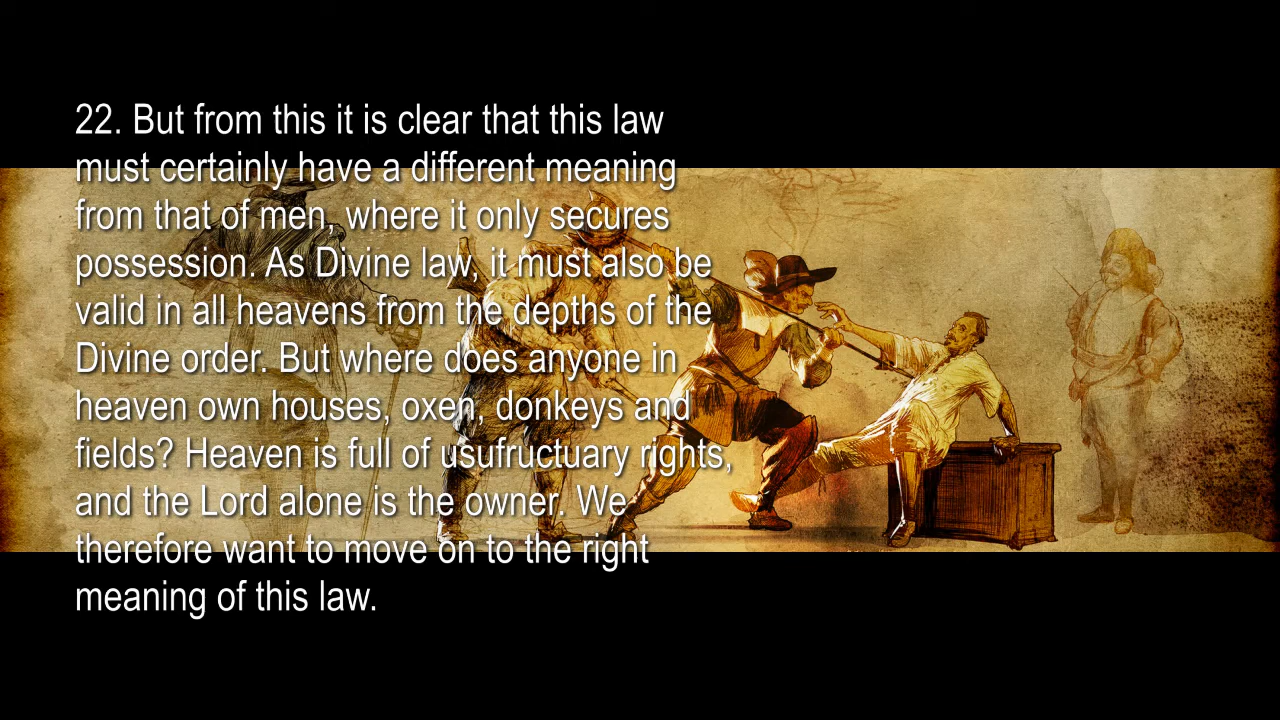 22. But from this it is clear that this law
must certainly have a different meaning
from that of men, where it only secures
possession. As Divine law, it must also be
valid in all heavens from the depths of the
Divine order. But where does anyone in
heaven own houses, oxen, donkeys and
fields? Heaven is full of usufructuary rights,
and the Lord alone is the owner. We
therefore want to move on to the right
meaning of this law.